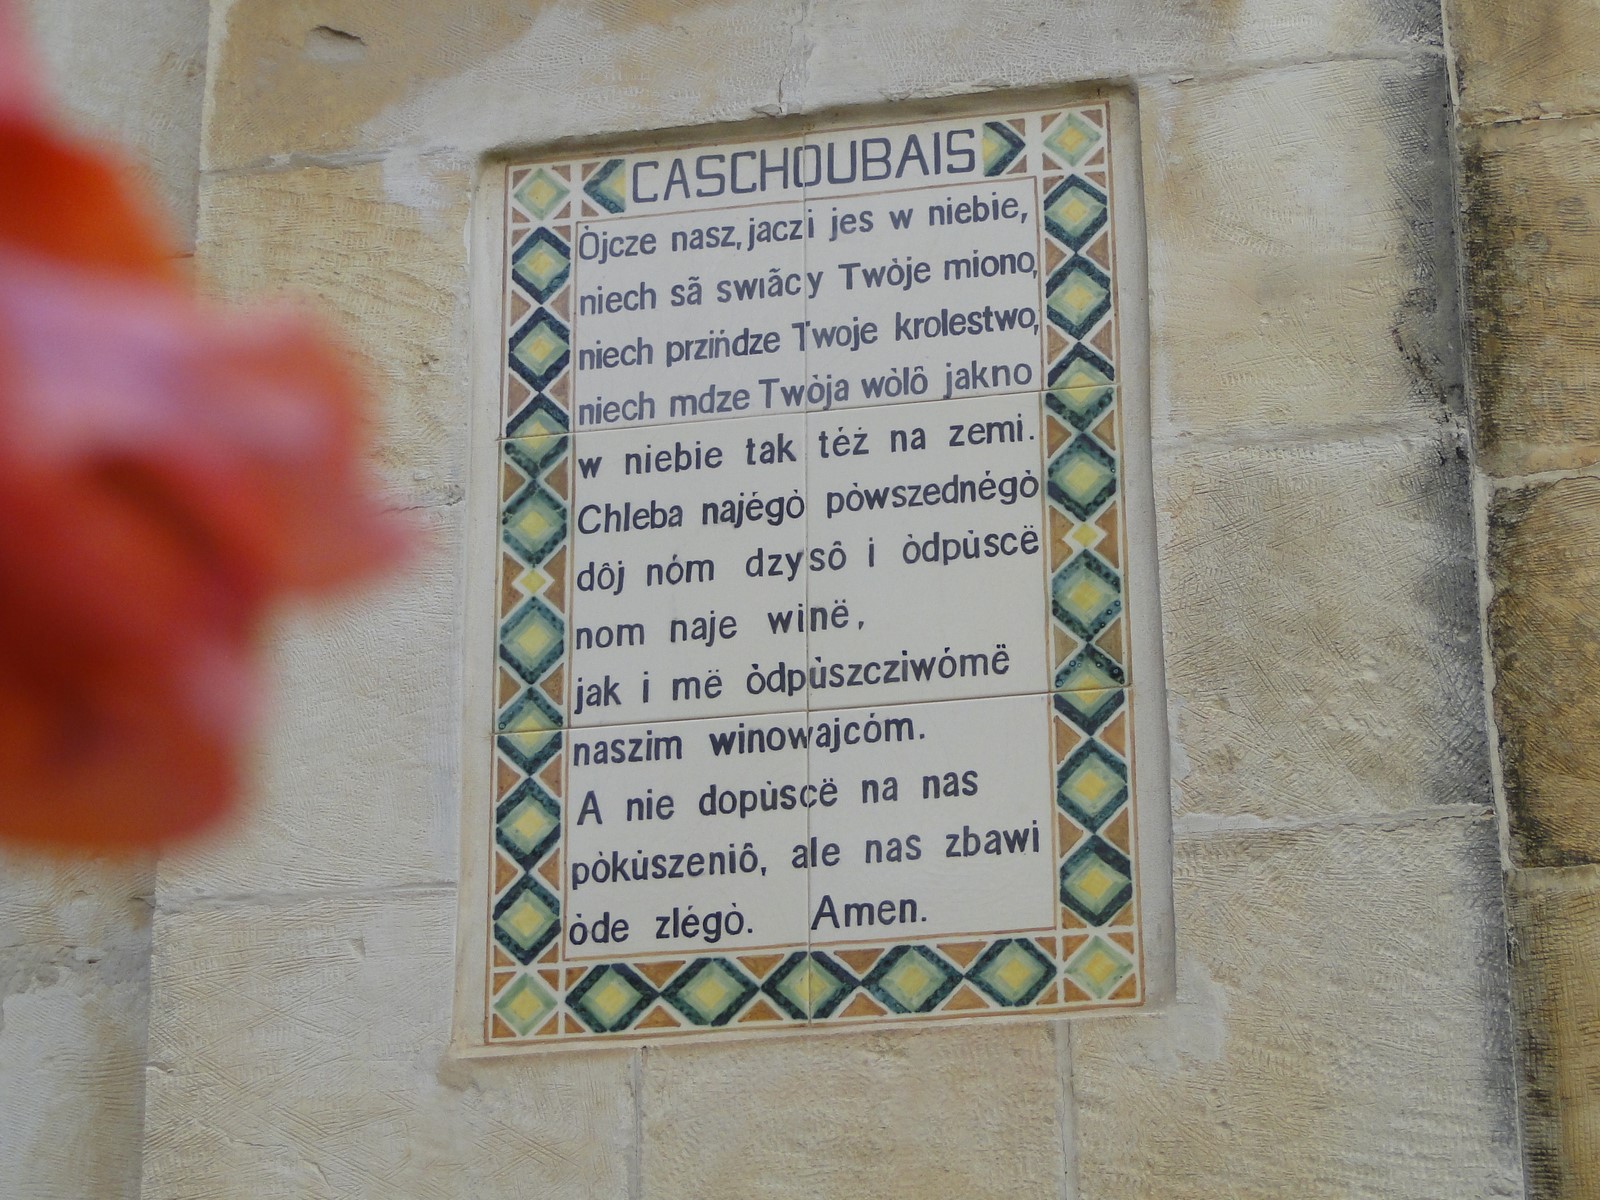 CASCHOUBAIS
Òjcze nasz, jaczi jes w niebie,
niech sã swiãcy Twòje miono,
niech przińdze Twoje krolestwo,
niech mdze Twòja wòlô jakno
w niebie tak téż na zemi.
Chleba najégò pòwszednégò
dôj nóm dzysô i òdpùscë
nom naje winë,
jak i më òdpùszcziwómë
naszim winowajcóm.
A nie dopùscë na nas
pòkùszeniô, ale nas zbawi
òde zlégò. Amen.